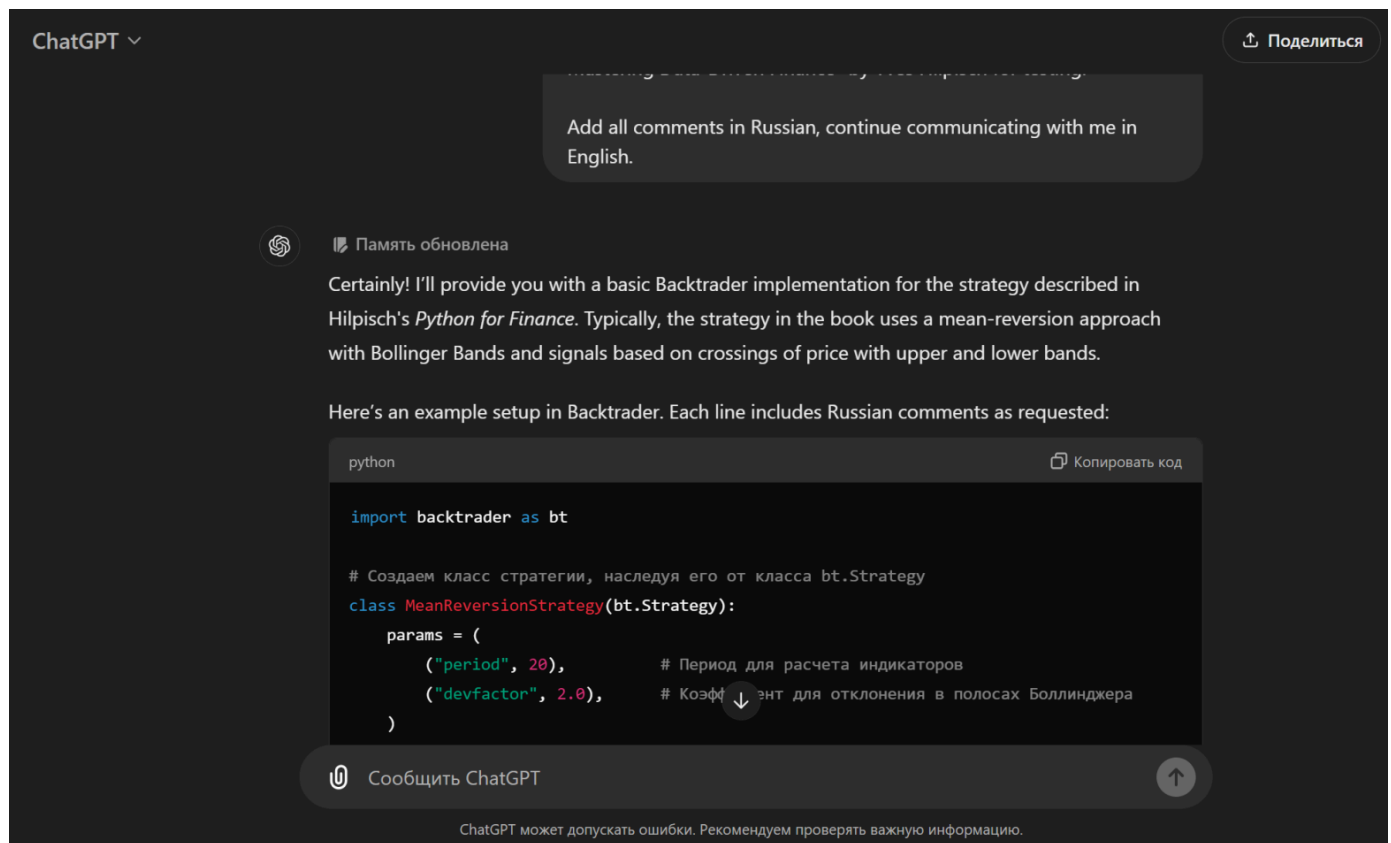 ChatGPT
Поделиться
Add all comments in Russian, continue communicating with me in
English.
Память обновлена
Certainly! I'll provide you with a basic Backtrader implementation for the strategy described in
Hilpisch's Python for Finance. Typically, the strategy in the book uses a mean-reversion approach
with Bollinger Bands and signals based on crossings of price with upper and lower bands.
Here's an example setup in Backtrader. Each line includes Russian comments as requested:
python
Копировать код
import backtrader as bt
# Создаем класс стратегии, наследуя его от класса bt.Strategy
class MeanReversionStrategy(bt.Strategy):
params = (
("period", 20), # Период для расчета индикаторов
("devfactor", 2.0), # для отклонения в полосах Боллинджера
)
Сообщить ChatGPT
ChatGPT может допускать ошибки. Рекомендуем проверять важную информацию.